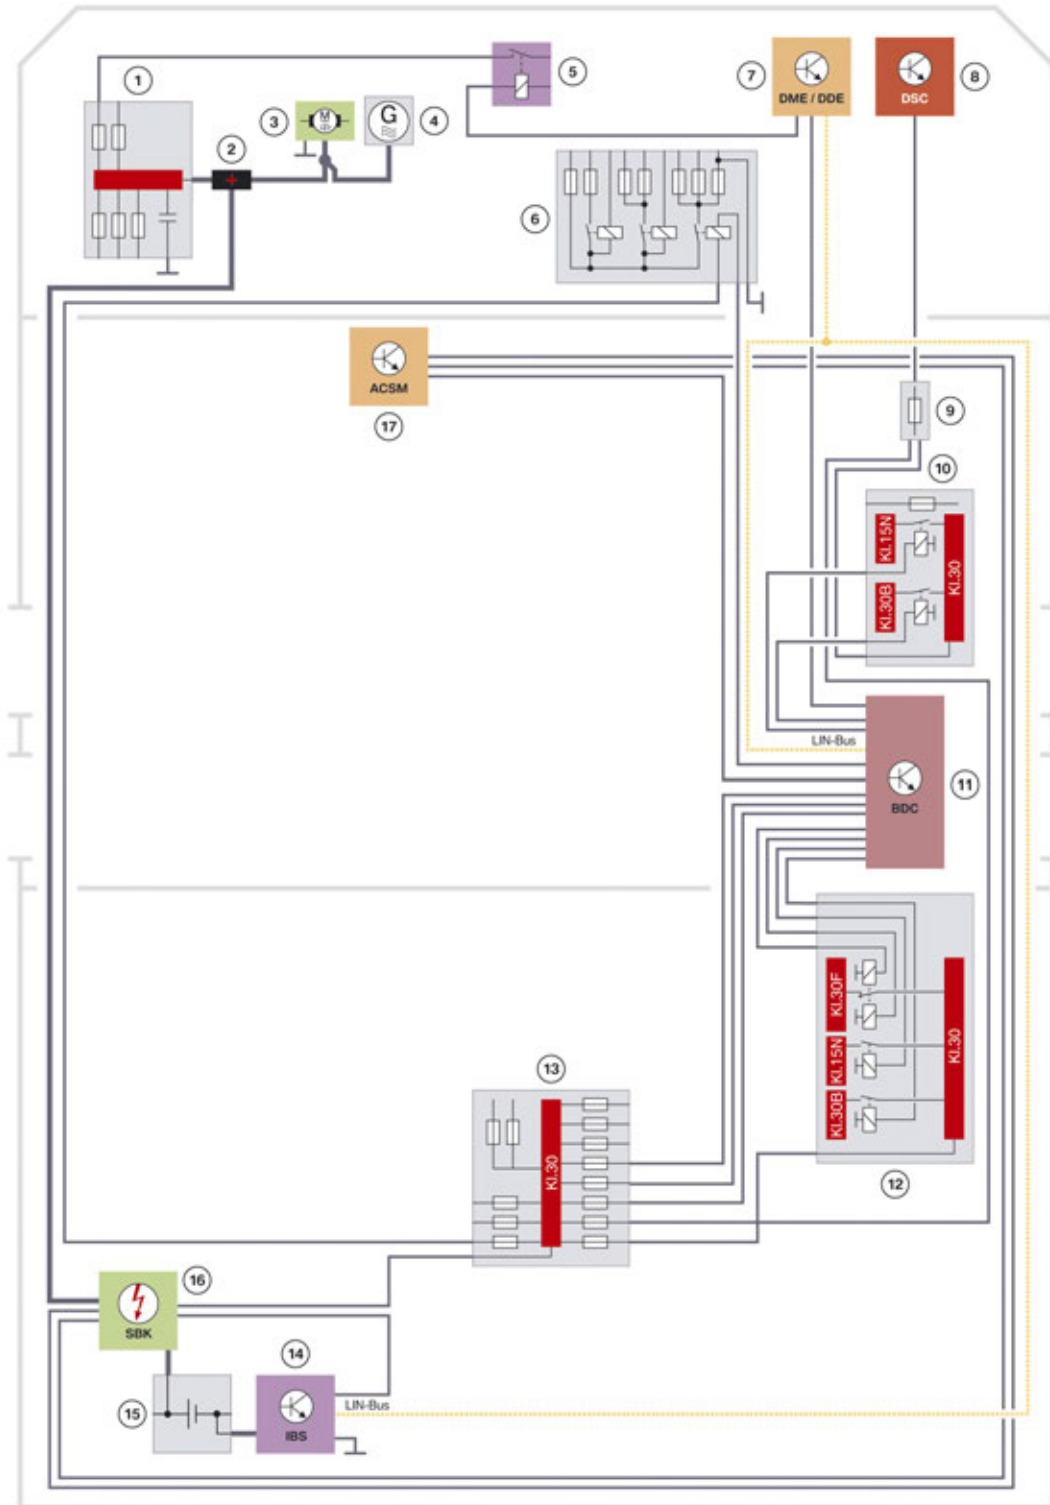 1
5
7
DME / DDE
8
DSC
3
M
G
4
2
6
ACSM
17
9
10
Kl.15N
Kl.30B
Kl.30
LIN-Bus
11
BDC
Kl.30F
Kl.15N
Kl.30B
Kl.30
12
13
Kl.30
16
SBK
14
15
IBS
LIN-Bus